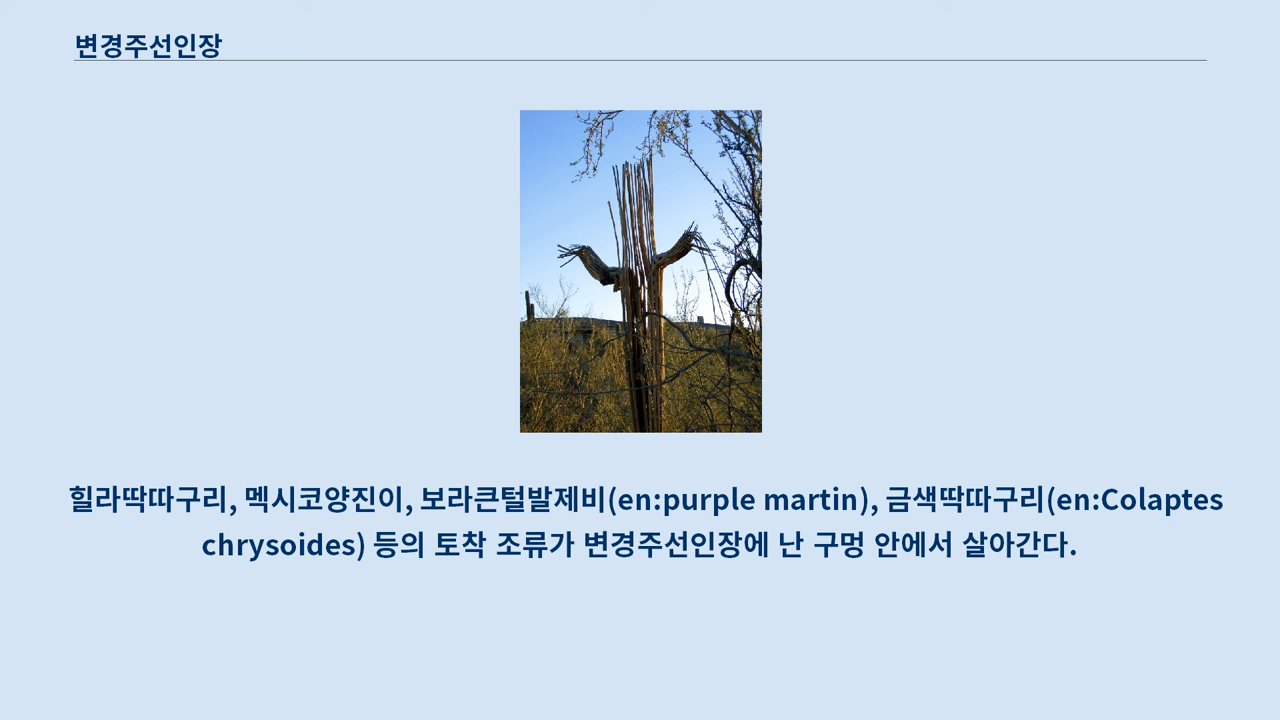 변경주선인장
힐라딱따구리, 멕시코양진이, 보라큰털발제비(en:purple martin), 금색딱따구리(en:Colaptes
chrysoides) 등의 토착 조류가 변경주선인장에 난 구멍 안에서 살아간다.